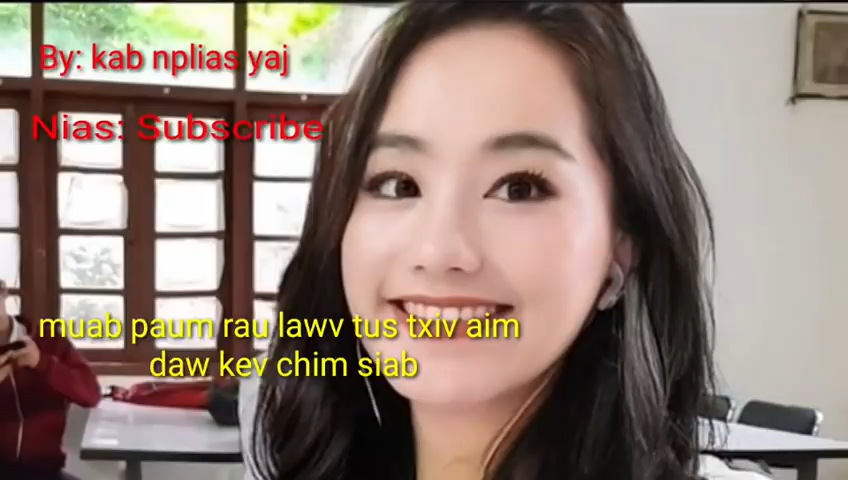 By: kab nplias yaj
Nias: Subscribe
muab paum rau lawv tus txiv aim
daw kev chim siab